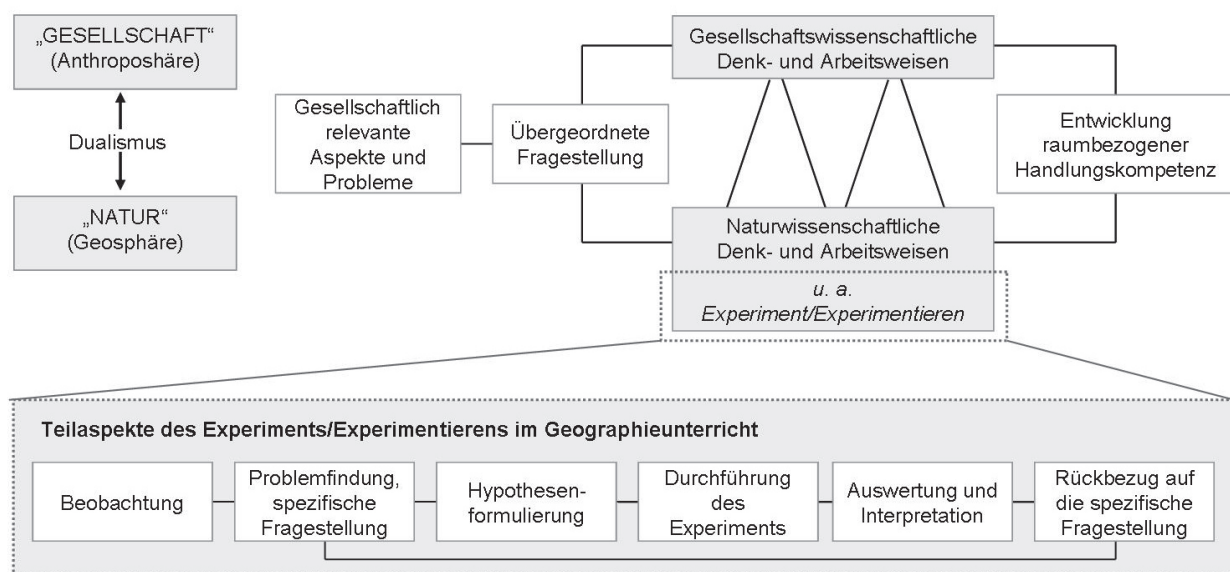 „GESELLSCHAFT“
(Anthroposhäre)
Dualismus
„NATUR“
(Geosphäre)
Gesellschaftlich
relevante
Aspekte und
Probleme
Übergeordnete
Fragestellung
Gesellschaftswissenschaftliche
Denk- und Arbeitsweisen
Naturwissenschaftliche
Denk- und Arbeitsweisen
u. a.
Experiment/Experimentieren
Entwicklung
raumbezogener
Handlungskompetenz
Teilaspekte des Experiments/Experimentierens im Geographieunterricht
Beobachtung
Problemfindung,
spezifische
Fragestellung
Hypothesen-
formulierung
Durchführung
des
Experiments
Auswertung und
Interpretation
Rückbezug auf
die spezifische
Fragestellung